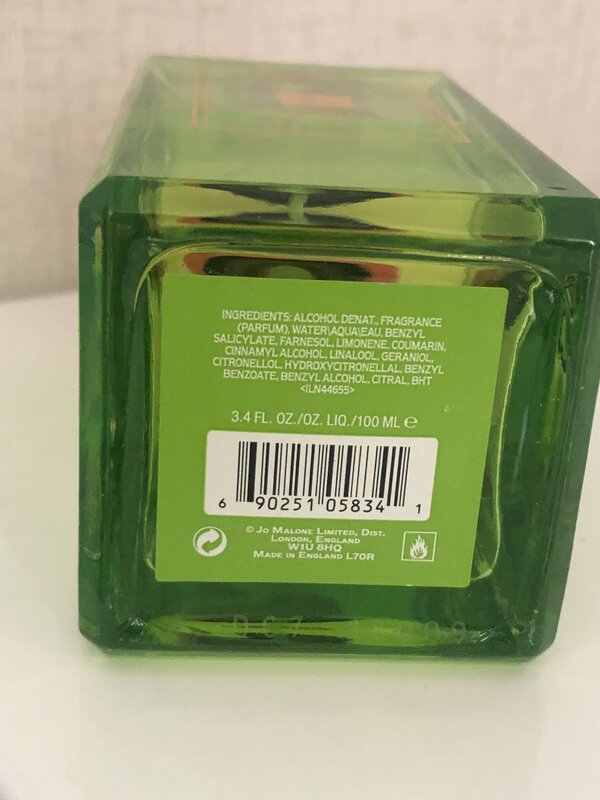 INGREDIENTS: ALCOHOL DENAT., FRAGRANCE
(PARFUM), WATER\AQUA\EAU, BENZYL
SALICYLATE, FARNESOL, LIMONENE, COUMARIN,
CINNAMYL ALCOHOL, LINALOOL, GERANIOL,
CITRONELLOL, HYDROXYCITRONELLAL, BENZYL
BENZOATE, BENZYL ALCOHOL, CITRAL, BHT
<ILN44655>
3.4 FL. OZ./OZ. LIQ./100 ML ℮
6 90251 05834 1
© JO MALONE LIMITED, DIST.
LONDON, ENGLAND
W1U 8HQ
MADE IN ENGLAND L7GR